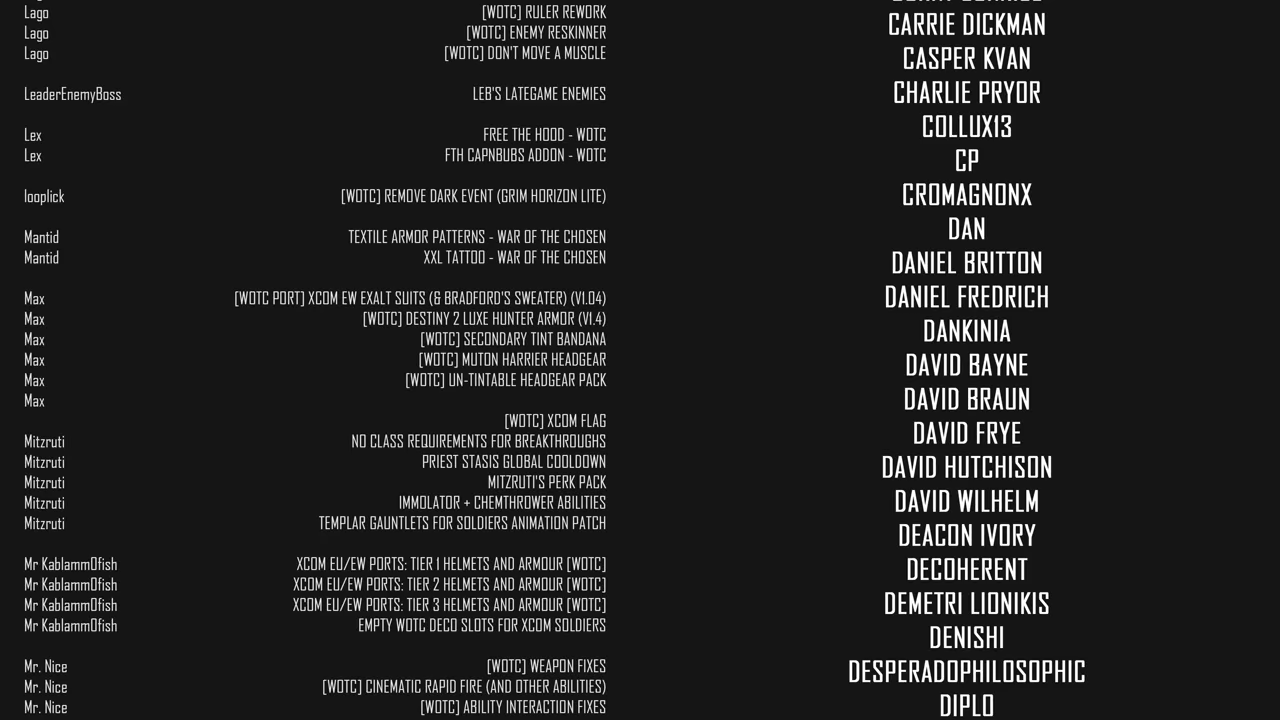 Lago [WOTC] RULER REWORK
Lago [WOTC] ENEMY RESKINNER
Lago [WOTC] DON'T MOVE A MUSCLE
LeaderEnemyBoss LEB'S LATEGAME ENEMIES
Lex FREE THE HOOD - WOTC
Lex FTH CAPNBUBS ADDON - WOTC
looplick [WOTC] REMOVE DARK EVENT (GRIM HORIZON LITE)
Mantid TEXTILE ARMOR PATTERNS - WAR OF THE CHOSEN
Mantid XXL TATTOO - WAR OF THE CHOSEN
Max [WOTC PORT] XCOM EW EXALT SUITS (& BRADFORD'S SWEATER) (V1.04)
Max [WOTC] DESTINY 2 LUXE HUNTER ARMOR (V1.4)
Max [WOTC] SECONDARY TINT BANDANA
Max [WOTC] MUTON HARRIER HEADGEAR
Max [WOTC] UN-TINTABLE HEADGEAR PACK
Max
[WOTC] XCOM FLAG
Mitzruti NO CLASS REQUIREMENTS FOR BREAKTHROUGHS
Mitzruti PRIEST STASIS GLOBAL COOLDOWN
Mitzruti MITZRUTI'S PERK PACK
Mitzruti IMMOLATOR + CHEMTHROWER ABILITIES
Mitzruti TEMPLAR GAUNTLETS FOR SOLDIERS ANIMATION PATCH
Mr Kablamm0fish XCOM EU/EW PORTS: TIER 1 HELMETS AND ARMOUR [WOTC]
Mr Kablamm0fish XCOM EU/EW PORTS: TIER 2 HELMETS AND ARMOUR [WOTC]
Mr Kablamm0fish XCOM EU/EW PORTS: TIER 3 HELMETS AND ARMOUR [WOTC]
Mr Kablamm0fish EMPTY WOTC DECO SLOTS FOR XCOM SOLDIERS
Mr. Nice [WOTC] WEAPON FIXES
Mr. Nice [WOTC] CINEMATIC RAPID FIRE (AND OTHER ABILITIES)
Mr. Nice [WOTC] ABILITY INTERACTION FIXES
CARRIE DICKMAN
CASPER KVAN
CHARLIE PRYOR
COLLUX13
CP
CROMAGNONX
DAN
DANIEL BRITTON
DANIEL FREDRICH
DANKINIA
DAVID BAYNE
DAVID BRAUN
DAVID FRYE
DAVID HUTCHISON
DAVID WILHELM
DEACON IVORY
DECOHERENT
DEMETRI LIONIKIS
DENISHI
DESPERADOPHILOSOPHIC
DIPLO